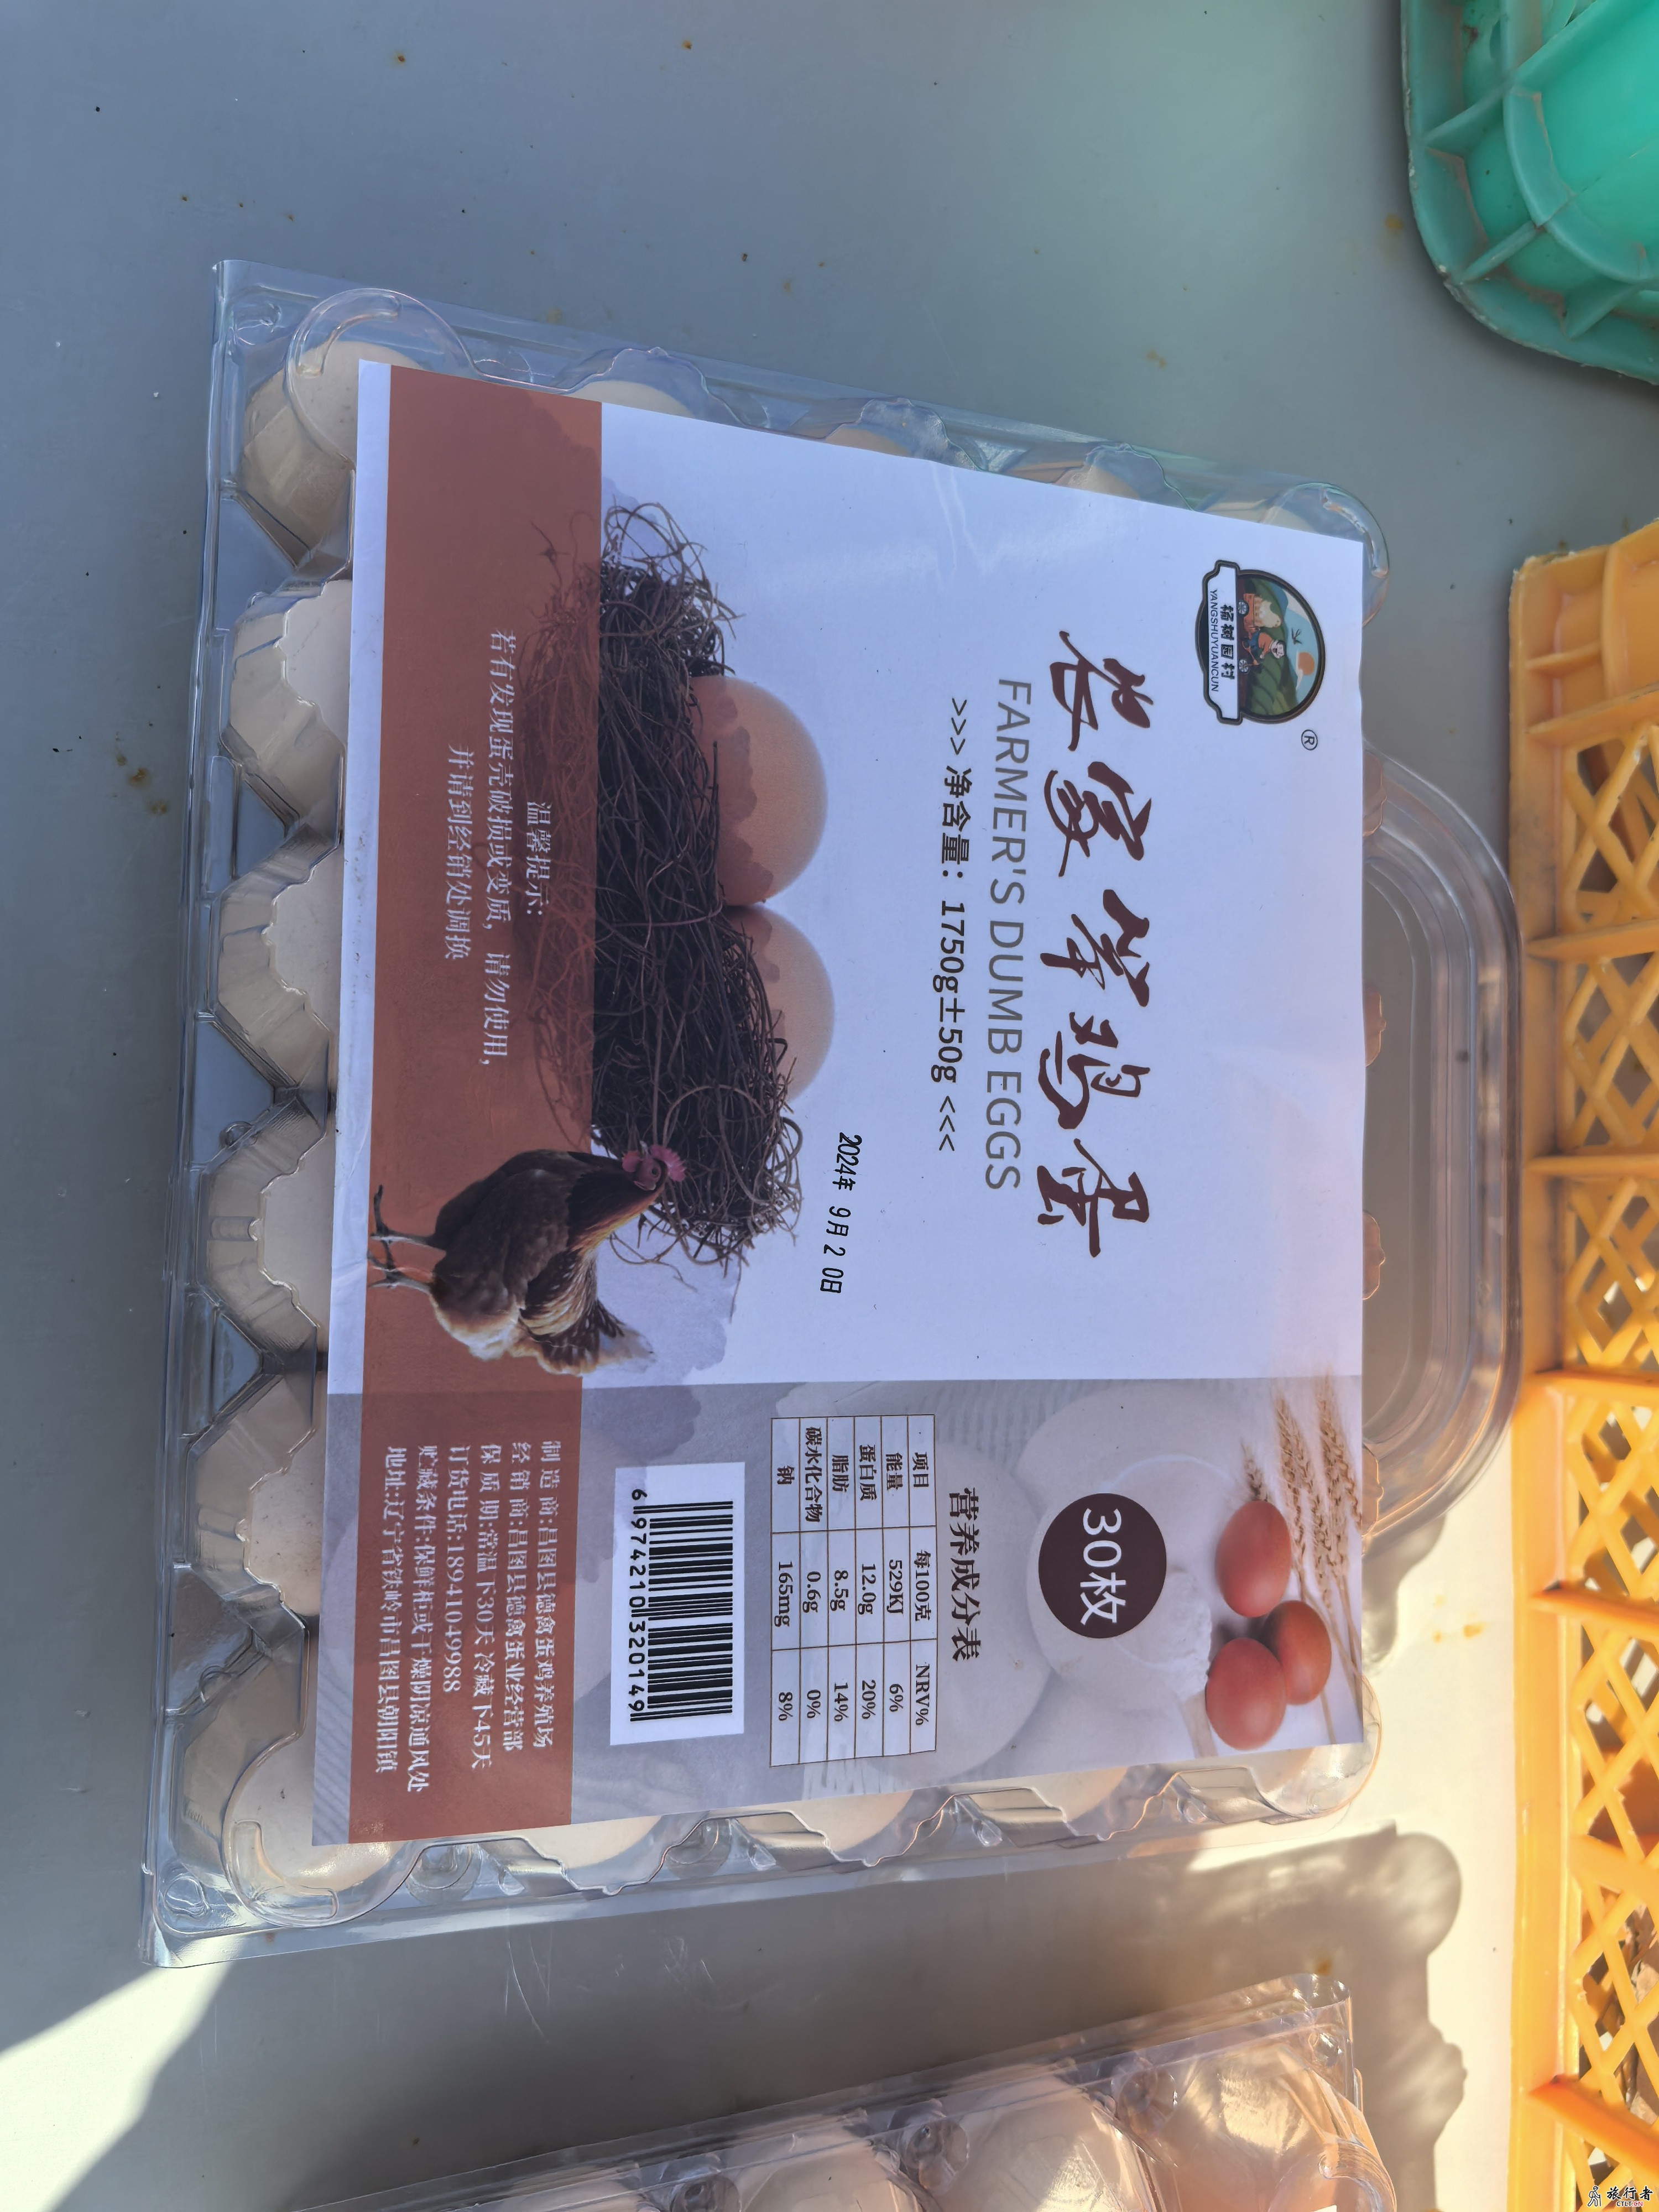 杨树园村
YANGSHUYUANCUN
®
农家笨鸡蛋
FARMER'S DUMB EGGS
>>> 净含量：1750g±50g <<<
2024年 9月20日
温馨提示：
若有发现蛋壳破损或变质，请勿使用，
并请到经销处调换
30枚
营养成分表
项目 每100克 NRV%
能量 529KJ 6%
蛋白质 12.0g 20%
脂肪 8.5g 14%
碳水化合物 0.6g 0%
钠 165mg 8%
6974210320149
制造商:昌图县德禽蛋鸡养殖场
经销商:昌图县德禽蛋业经营部
保质期:常温下30天 冷藏下45天
订货电话:18941049988
贮藏条件:保鲜柜或干燥阴凉通风处
地址:辽宁省铁岭市昌图县朝阳镇
旅行者